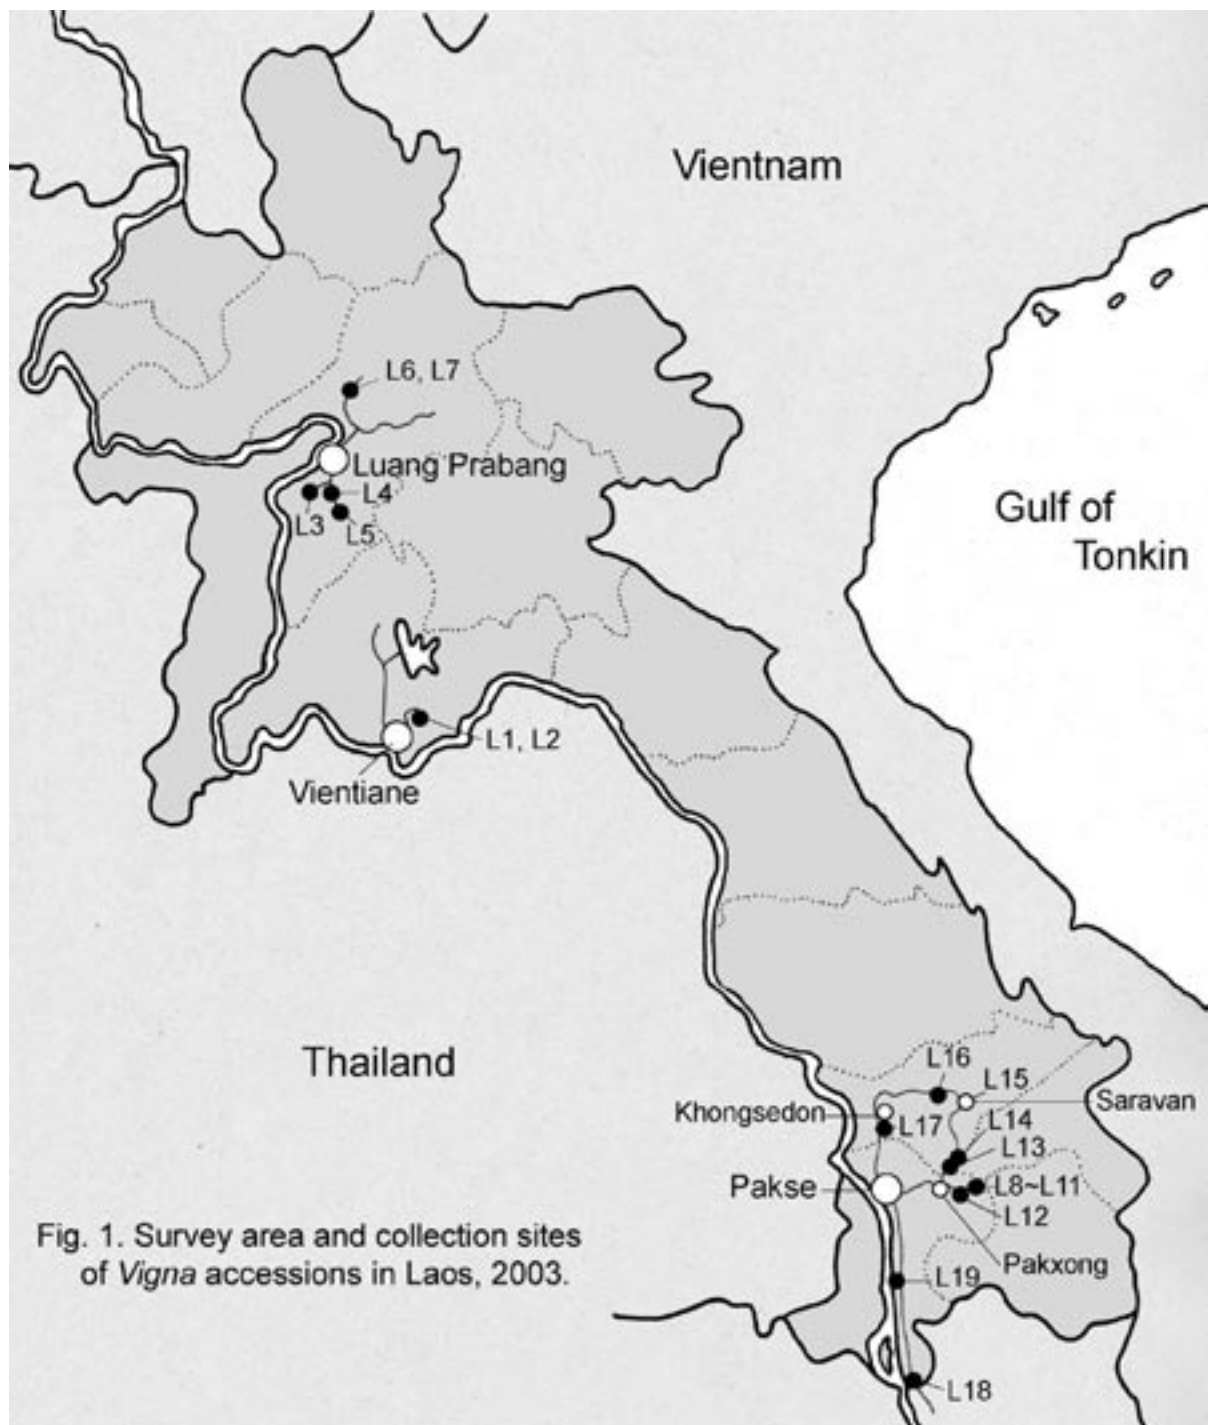 Vientnam
L6, L7
Luang Prabang
L4
L3
L5
Gulf of
Tonkin
L1, L2
Vientiane
Thailand
L16
L15
Khongsedon
Saravan
L17
L14
L13
Pakse
L8~L11
L12
Fig. 1. Survey area and collection sites
of Vigna accessions in Laos, 2003.
Pakxong
L19
L18